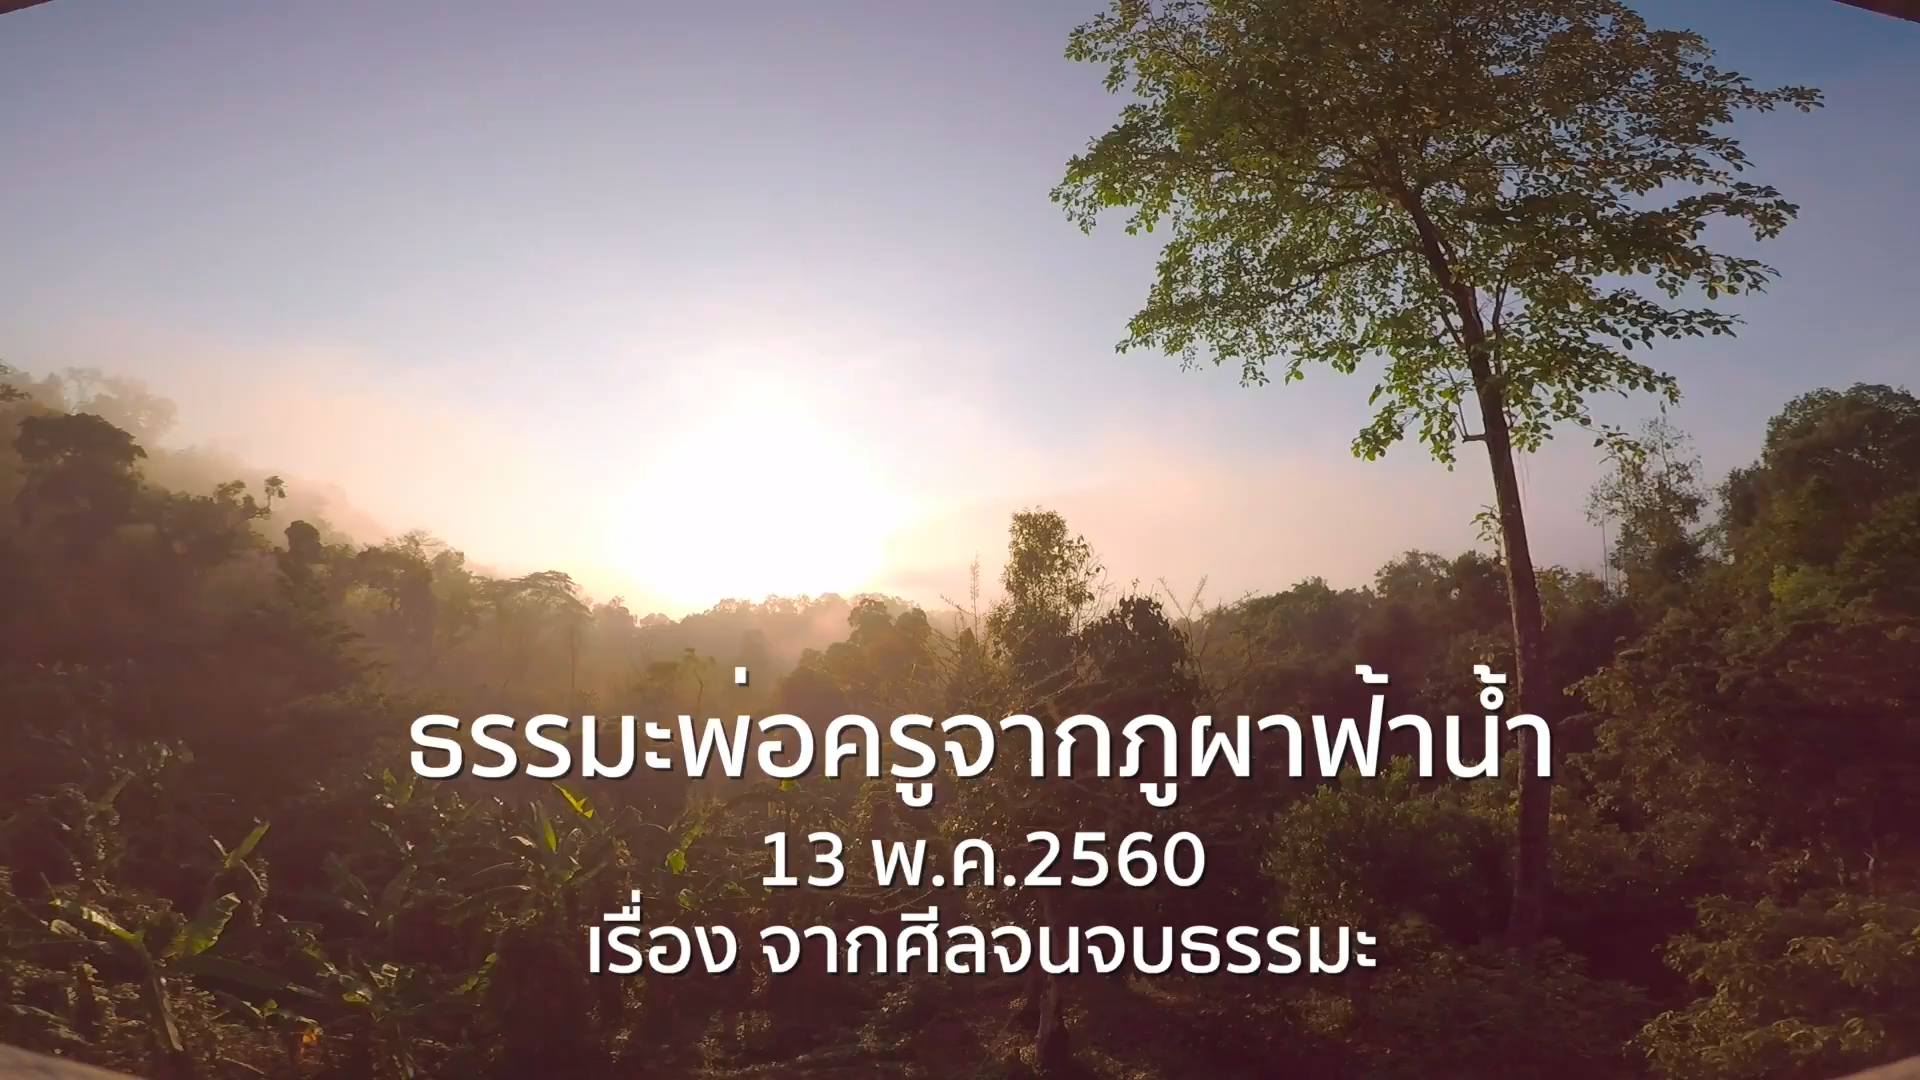 ธรรมะพ่อครูจากภูผาฟ้าน้ำ
13 พ.ค.2560
เรื่อง จากศีลจนจบธรรมะ